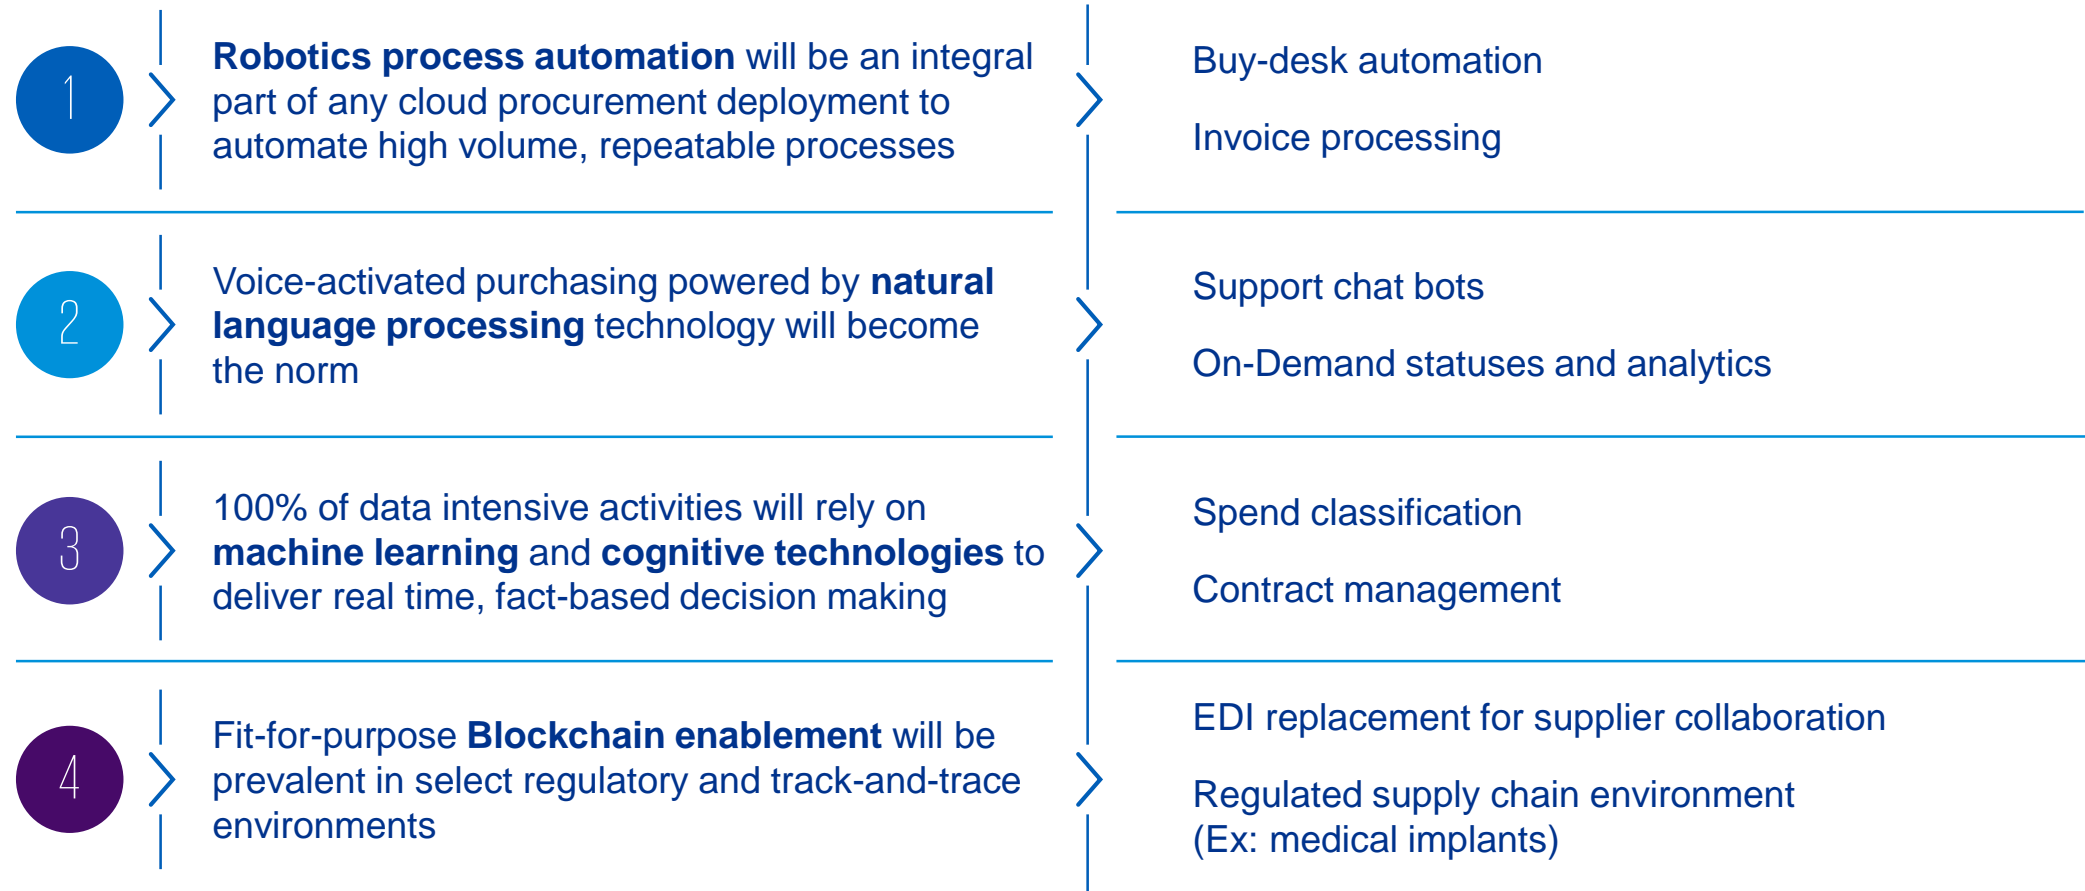 1
Robotics process automation will be an integral
part of any cloud procurement deployment to
automate high volume, repeatable processes
Buy-desk automation
Invoice processing
2
Voice-activated purchasing powered by natural
language processing technology will become
the norm
Support chat bots
On-Demand statuses and analytics
3
100% of data intensive activities will rely on
machine learning and cognitive technologies to
deliver real time, fact-based decision making
Spend classification
Contract management
4
Fit-for-purpose Blockchain enablement will be
prevalent in select regulatory and track-and-trace
environments
EDI replacement for supplier collaboration
Regulated supply chain environment
(Ex: medical implants)